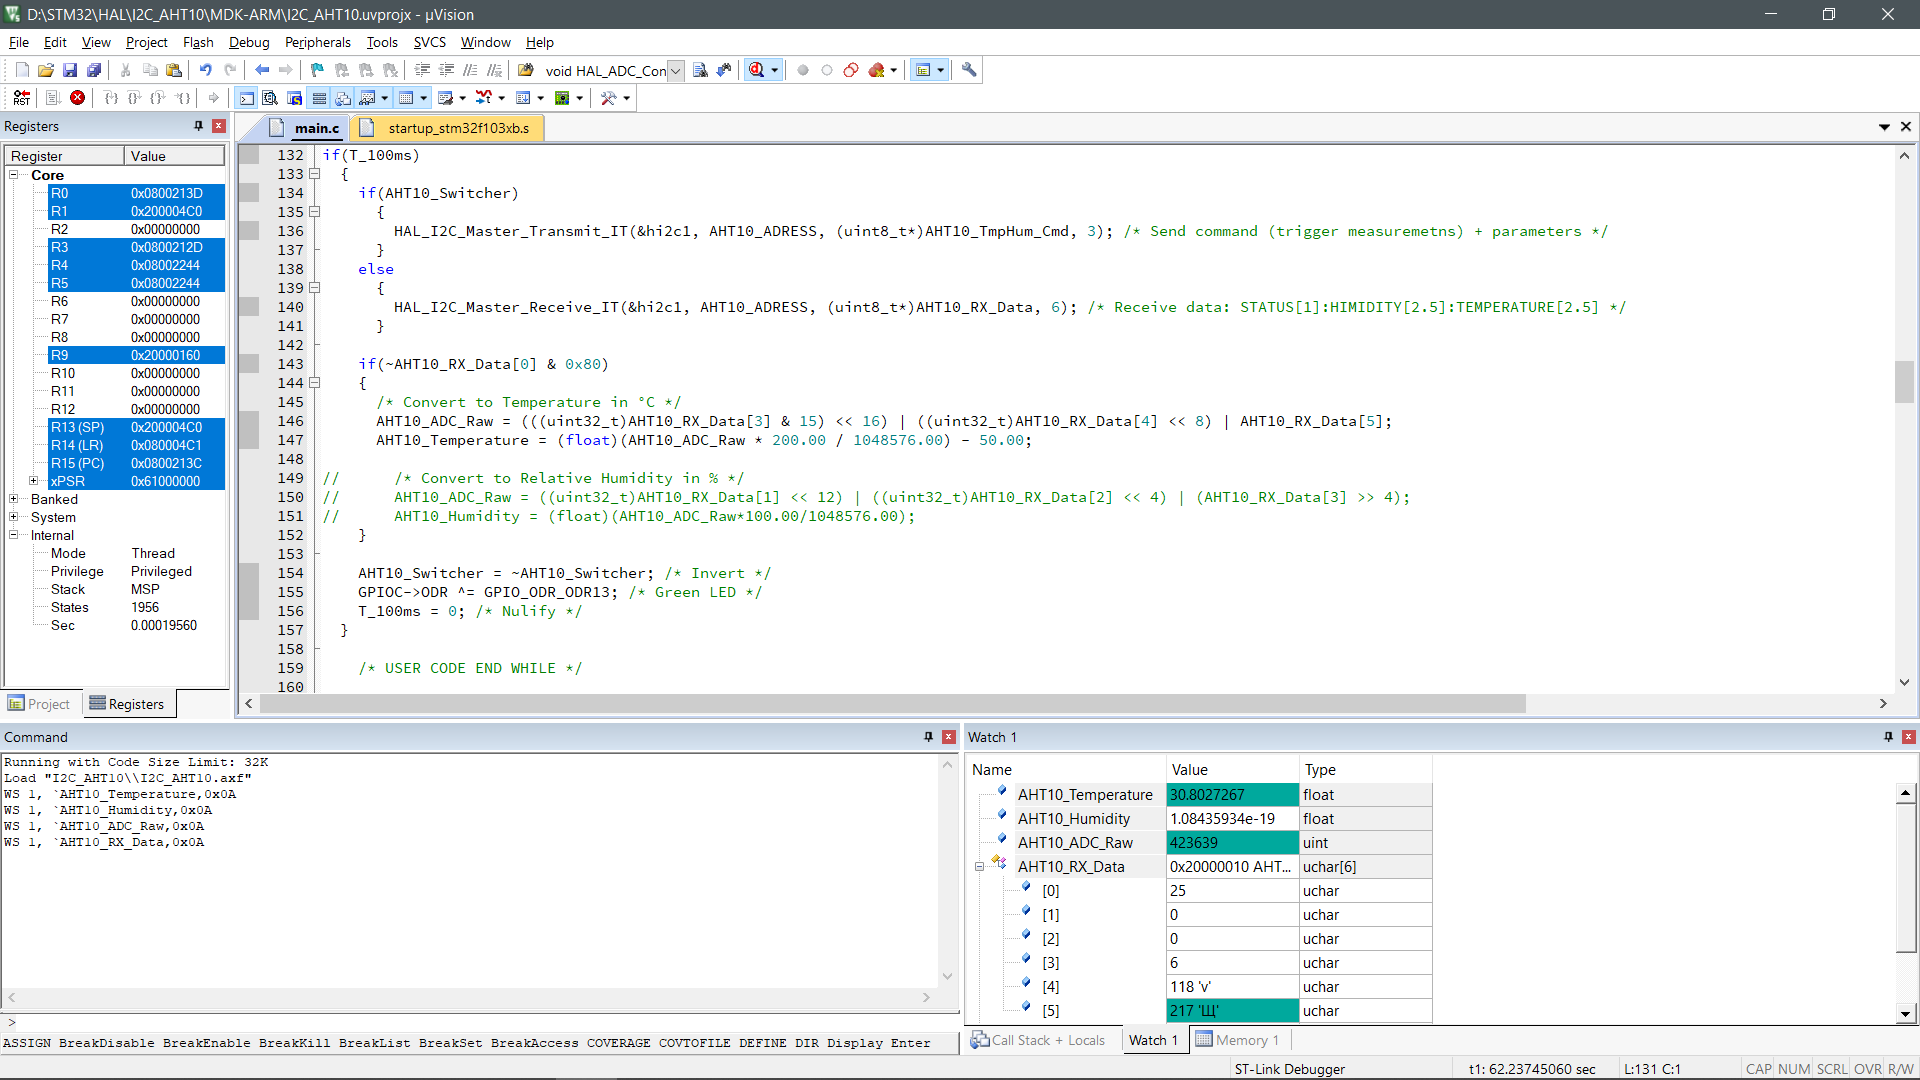 D:\STM32\HAL\I2C_AHT10\MDK-ARM\I2C_AHT10.uvprojx - µVision
File Edit View Project Flash Debug Peripherals Tools SVCS Window Help
void HAL_ADC_Con
RST
Registers
Register Value
Core
R0 0x0800213D
R1 0x200004C0
R2 0x00000000
R3 0x0800212D
R4 0x08002244
R5 0x08002244
R6 0x00000000
R7 0x00000000
R8 0x00000000
R9 0x20000160
R10 0x00000000
R11 0x00000000
R12 0x00000000
R13 (SP) 0x200004C0
R14 (LR) 0x080004C1
R15 (PC) 0x0800213C
xPSR 0x61000000
Banked
System
Internal
Mode Thread
Privilege Privileged
Stack MSP
States 1956
Sec 0.00019560
Project Registers
main.c startup_stm32f103xb.s
132 if(T_100ms)
133 {
134 if(AHT10_Switcher)
135 {
136 HAL_I2C_Master_Transmit_IT(&hi2c1, AHT10_ADRESS, (uint8_t*)AHT10_TmpHum_Cmd, 3); /* Send command (trigger measuremetns) + parameters */
137 }
138 else
139 {
140 HAL_I2C_Master_Receive_IT(&hi2c1, AHT10_ADRESS, (uint8_t*)AHT10_RX_Data, 6); /* Receive data: STATUS[1]:HIMIDITY[2.5]:TEMPERATURE[2.5] */
141 }
142
143 if(~AHT10_RX_Data[0] & 0x80)
144 {
145 /* Convert to Temperature in °C */
146 AHT10_ADC_Raw = (((uint32_t)AHT10_RX_Data[3] & 15) << 16) | ((uint32_t)AHT10_RX_Data[4] << 8) | AHT10_RX_Data[5];
147 AHT10_Temperature = (float)(AHT10_ADC_Raw * 200.00 / 1048576.00) - 50.00;
148
149 // /* Convert to Relative Humidity in % */
150 // AHT10_ADC_Raw = ((uint32_t)AHT10_RX_Data[1] << 12) | ((uint32_t)AHT10_RX_Data[2] << 4) | (AHT10_RX_Data[3] >> 4);
151 // AHT10_Humidity = (float)(AHT10_ADC_Raw*100.00/1048576.00);
152 }
153
154 AHT10_Switcher = ~AHT10_Switcher; /* Invert */
155 GPIOC->ODR ^= GPIO_ODR_ODR13; /* Green LED */
156 T_100ms = 0; /* Nulify */
157 }
158
159 /* USER CODE END WHILE */
160
Command
Running with Code Size Limit: 32K
Load "I2C_AHT10\\I2C_AHT10.axf"
WS 1, `AHT10_Temperature,0x0A
WS 1, `AHT10_Humidity,0x0A
WS 1, `AHT10_ADC_Raw,0x0A
WS 1, `AHT10_RX_Data,0x0A
>
ASSIGN BreakDisable BreakEnable BreakKill BreakList BreakSet BreakAccess COVERAGE COVTOFILE DEFINE DIR Display Enter
Watch 1
Name Value Type
AHT10_Temperature 30.8027267 float
AHT10_Humidity 1.08435934e-19 float
AHT10_ADC_Raw 423639 uint
AHT10_RX_Data 0x20000010 AHT... uchar[6]
[0] 25 uchar
[1] 0 uchar
[2] 0 uchar
[3] 6 uchar
[4] 118 'v' uchar
[5] 217 'Щ' uchar
Call Stack + Locals Watch 1 Memory 1
ST-Link Debugger t1: 62.23745060 sec L:131 C:1 CAP NUM SCRL OVR R/W